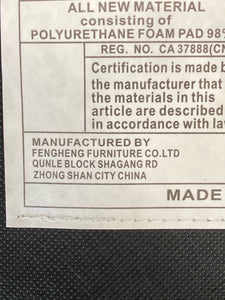 ALL NEW MATERIAL
consisting of
POLYURETHANE FOAM PAD 98%
REG. NO. CA 37888(CN
Certification is made b
the manufacturer that
the materials in this
article are described
in accordance with la
MANUFACTURED BY
FENGHENG FURNITURE CO.LTD
QUNLE BLOCK SHAGANG RD
ZHONG SHAN CITY CHINA
MADE